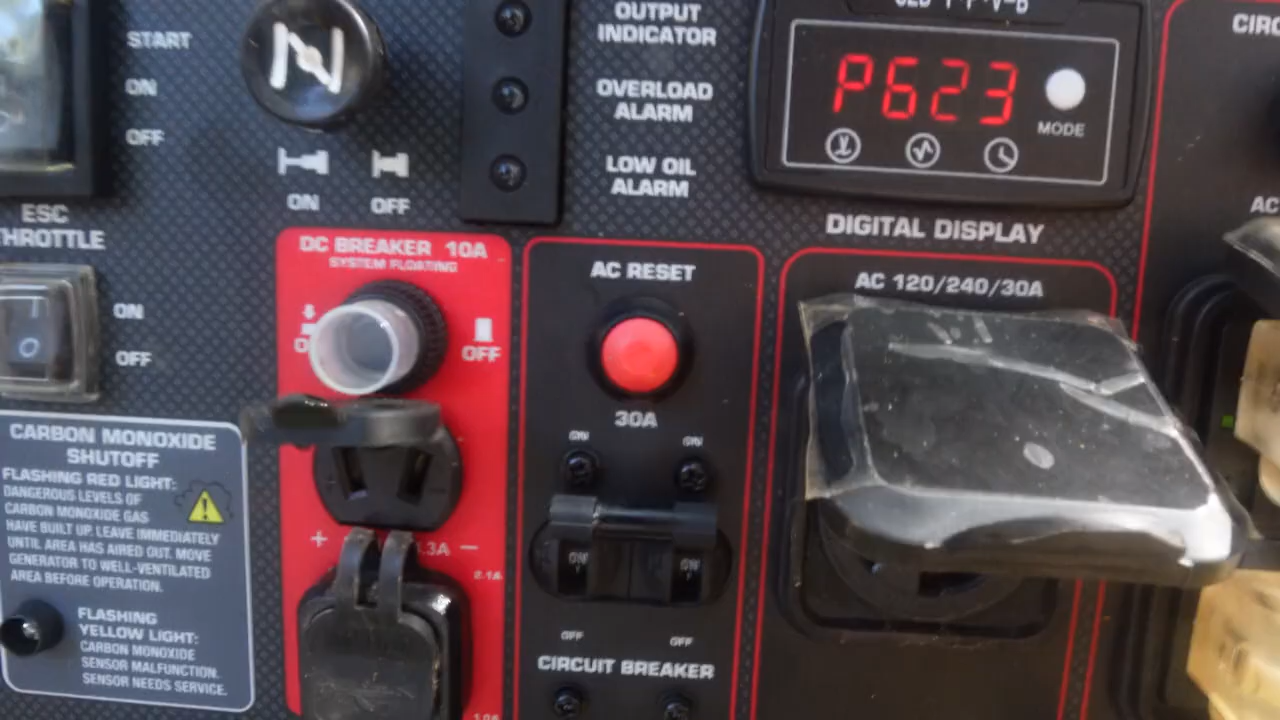 START
ON
OFF
ESC
THROTTLE
ON
OFF
ON
OFF
OUTPUT
INDICATOR
OVERLOAD
ALARM
LOW OIL
ALARM
P623
MODE
DIGITAL DISPLAY
CARBON MONOXIDE
SHUTOFF
FLASHING RED LIGHT:
DANGEROUS LEVELS OF
CARBON MONOXIDE GAS
HAVE BUILT UP. LEAVE IMMEDIATELY
UNTIL AREA HAS AIRED OUT. MOVE
GENERATOR TO WELL-VENTILATED
AREA BEFORE OPERATION.
FLASHING
YELLOW LIGHT:
CARBON MONOXIDE
SENSOR MALFUNCTION.
SENSOR NEEDS SERVICE.
DC BREAKER 10A
SYSTEM FLOATING
OFF
+ −
2.1A
AC RESET
30A
ON ON
OFF OFF
CIRCUIT BREAKER
AC 120/240/30A
AC